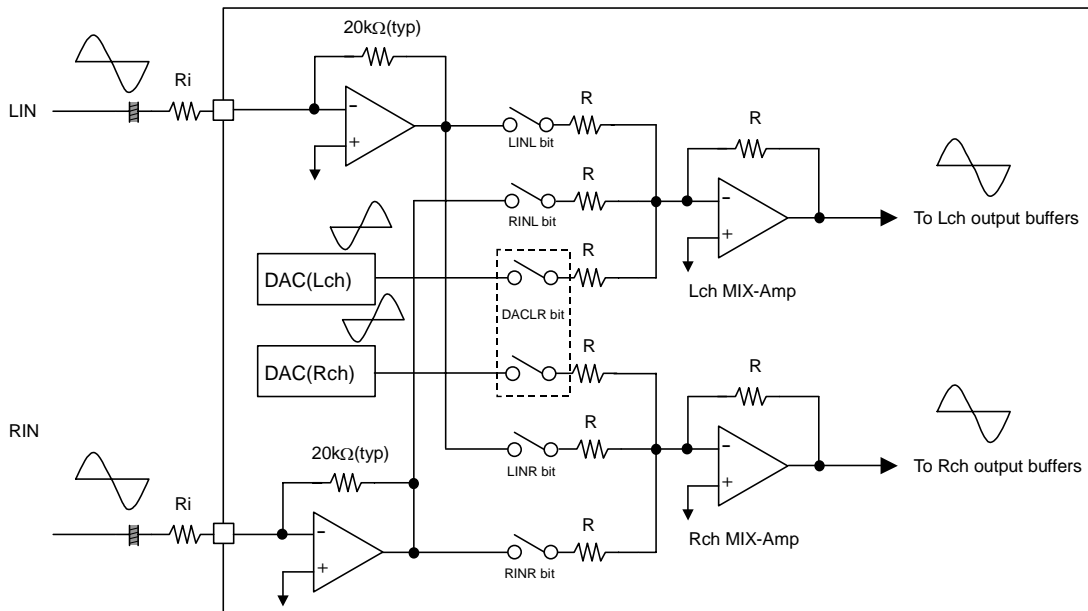 20kΩ(typ)
Ri
LIN
R
R
LINL bit
R
RINL bit
To Lch output buffers
R
DAC(Lch)
Lch MIX-Amp
DACLR bit
R
DAC(Rch)
R
RIN
20kΩ(typ)
R
LINR bit
To Rch output buffers
Ri
R
Rch MIX-Amp
RINR bit